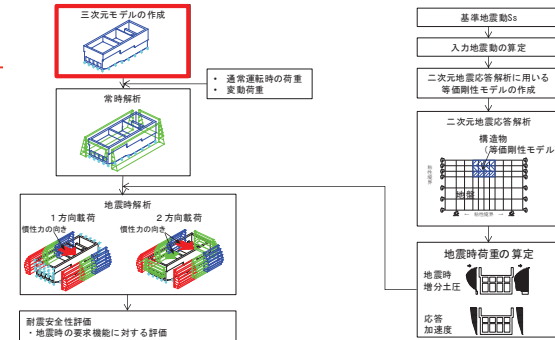 三次元モデルの作成
・ 通常運転時の荷重
・ 変動荷重
常時解析
地震時解析
1方向載荷
慣性力の向き
2方向載荷
慣性力の向き
耐震安全性評価
・地震時の要求機能に対する評価
基準地震動Ss
入力地震動の算定
二次元地震応答解析に用いる
等価剛性モデルの作成
二次元地震応答解析
構造物
(等価剛性モデル
地盤
粘性境界
粘性境界
地震時荷重の算定
地震時
増分土圧
応答
加速度